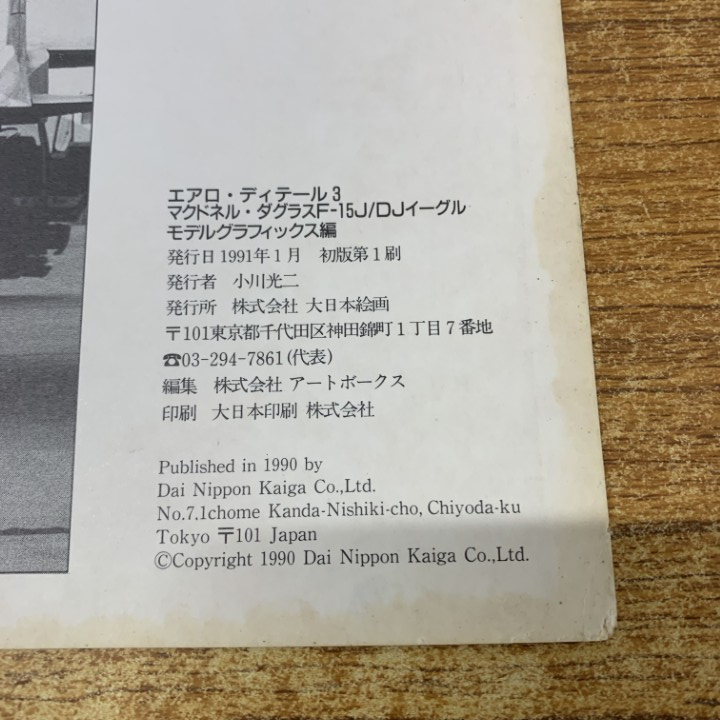 エアロ・ディテール3
マクドネル・ダグラスF-15J/DJイーグル
モデルグラフィックス編
発行日 1991年1月　初版第1刷
発行者　小川光二
発行所　株式会社 大日本絵画
〒101東京都千代田区神田錦町1丁目7番地
☎03-294-7861(代表)
編集　株式会社 アートボークス
印刷　大日本印刷 株式会社
Published in 1990 by
Dai Nippon Kaiga Co.,Ltd.
No.7.1chome Kanda-Nishiki-cho, Chiyoda-ku
Tokyo 〒101 Japan
©Copyright 1990 Dai Nippon Kaiga Co.,Ltd.